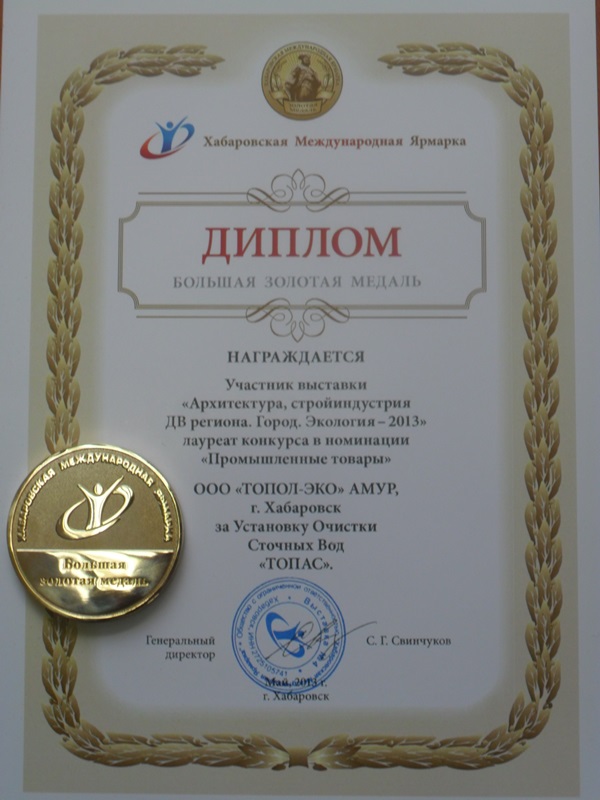 Хабаровская Международная Ярмарка
ДИПЛОМ
БОЛЬШАЯ ЗОЛОТАЯ МЕДАЛЬ
НАГРАЖДАЕТСЯ
Участник выставки
«Архитектура, стройиндустрия
ДВ региона. Город. Экология – 2013»
лауреат конкурса в номинации
«Промышленные товары»
ООО «ТОПОЛ-ЭКО» АМУР,
г. Хабаровск
за Установку Очистки
Сточных Вод
«ТОПАС».
ХАБАРОВСКАЯ МЕЖДУНАРОДНАЯ ЯРМАРКА
Большая
золотая медаль
Генеральный
директор
С. Г. Свинчуков
Май, 2013 г.
г. Хабаровск